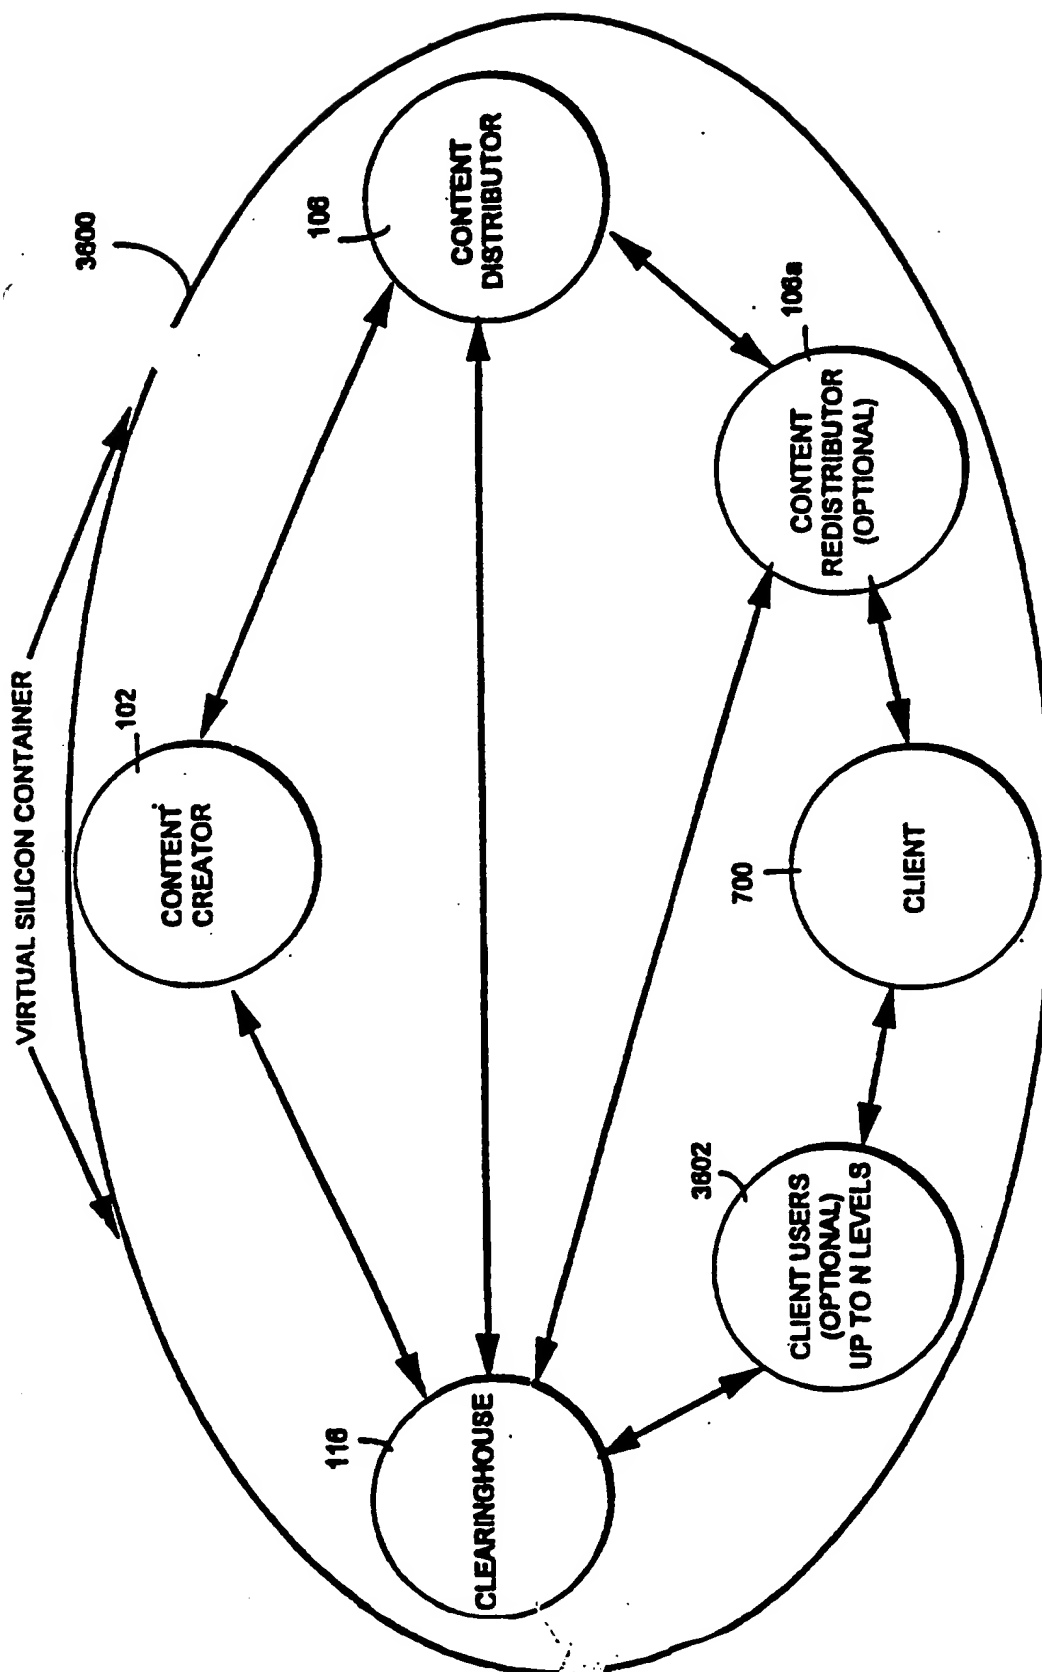 VIRTUAL SILICON CONTAINER
3600
102
CONTENT
CREATOR
106
CONTENT
DISTRIBUTOR
116
CLEARINGHOUSE
106a
CONTENT
REDISTRIBUTOR
(OPTIONAL)
3602
CLIENT USERS
(OPTIONAL)
UP TO N LEVELS
700
CLIENT